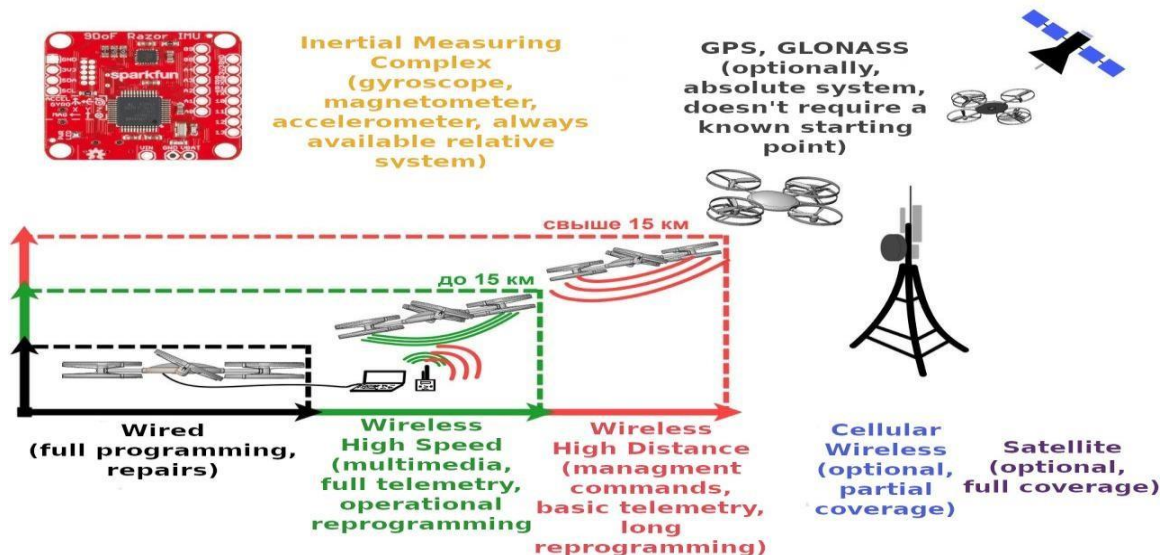 9DoF Razor IMU
sparkfun
Inertial Measuring
Complex
(gyroscope,
magnetometer,
accelerometer, always
available relative
system)
GPS, GLONASS
(optionally,
absolute system,
doesn't require a
known starting
point)
свыше 15 км
до 15 км
Wired
(full programming,
repairs)
Wireless
High Speed
(multimedia,
full telemetry,
operational
reprogramming
Wireless
High Distance
(managment
commands,
basic telemetry,
long
reprogramming)
Cellular
Wireless
(optional,
partial
coverage)
Satellite
(optional,
full coverage)